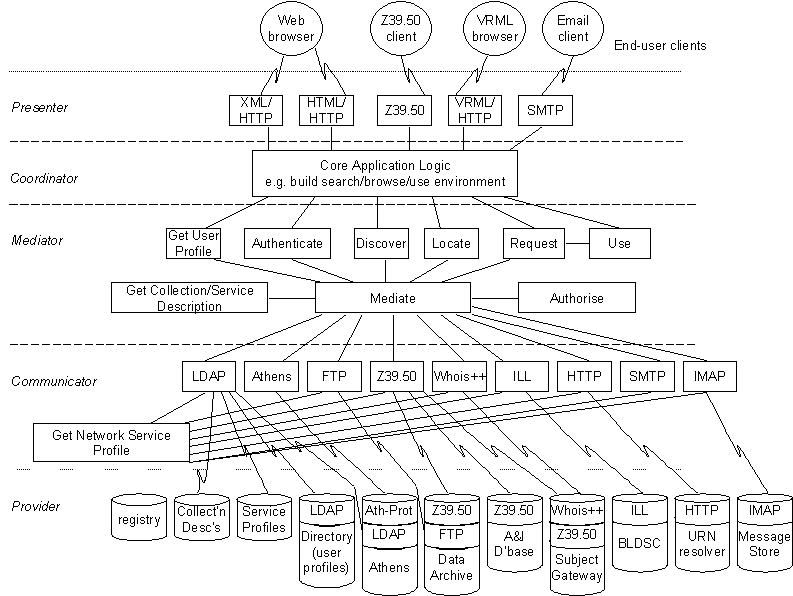 Web
browser
Z39.50
client
VRML
browser
Email
client
End-user clients
Presenter
XML/
HTTP
HTML/
HTTP
Z39.50
VRML/
HTTP
SMTP
Coordinator
Core Application Logic
e.g. build search/browse/use environment
Mediator
Get User
Profile
Authenticate
Discover
Locate
Request
Use
Get Collection/Service
Description
Mediate
Authorise
Communicator
LDAP
Athens
FTP
Z39.50
Whois++
ILL
HTTP
SMTP
IMAP
Get Network Service
Profile
Provider
registry
Collect'n
Desc's
Service
Profiles
LDAP
Directory
(user
profiles)
Ath-Prot
LDAP
Athens
Z39.50
FTP
Data
Archive
Z39.50
A&I
D'base
Whois++
Z39.50
Subject
Gateway
ILL
BLDSC
HTTP
URN
resolver
IMAP
Message
Store